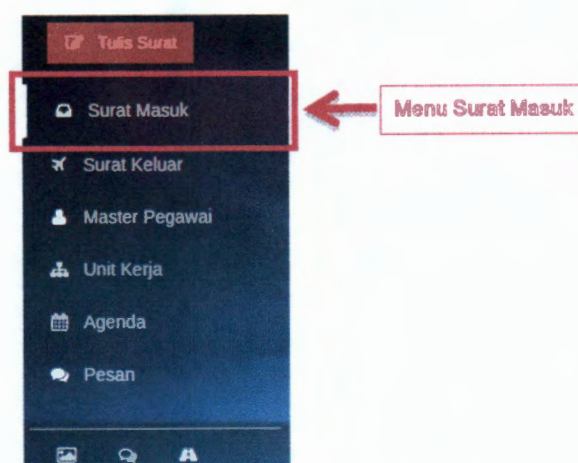 Tulis Surat
Surat Masuk
Menu Surat Masuk
Surat Keluar
Master Pegawai
Unit Kerja
Agenda
Pesan